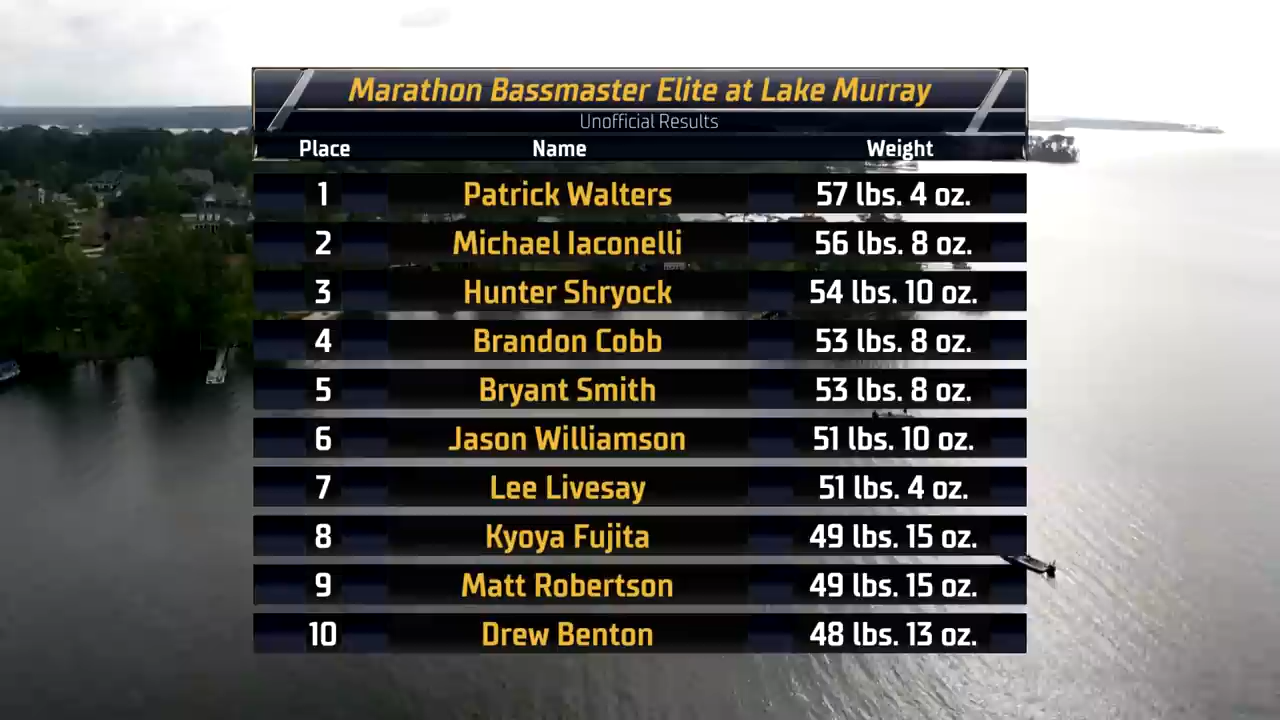 Marathon Bassmaster Elite at Lake Murray
Unofficial Results
Place Name Weight
1 Patrick Walters 57 lbs. 4 oz.
2 Michael Iaconelli 56 lbs. 8 oz.
3 Hunter Shryock 54 lbs. 10 oz.
4 Brandon Cobb 53 lbs. 8 oz.
5 Bryant Smith 53 lbs. 8 oz.
6 Jason Williamson 51 lbs. 10 oz.
7 Lee Livesay 51 lbs. 4 oz.
8 Kyoya Fujita 49 lbs. 15 oz.
9 Matt Robertson 49 lbs. 15 oz.
10 Drew Benton 48 lbs. 13 oz.